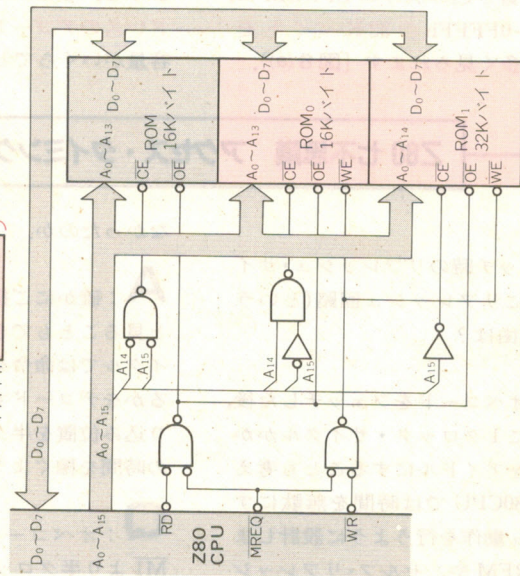 D₀～D₇
D₀～D₇
A₀～A₁₅
A₀～A₁₅
Z80
CPU
RD
MREQ
WR
A₁₄
A₁₅
A₁₄
A₁₅
A₁₅
A₀～A₁₃
D₀～D₇
CE
ROM
OE
16Kバイト
A₀～A₁₃
D₀～D₇
CE
ROM₀
OE
16Kバイト
WE
A₀～A₁₄
D₀～D₇
CE
ROM₁
OE
32Kバイト
WE